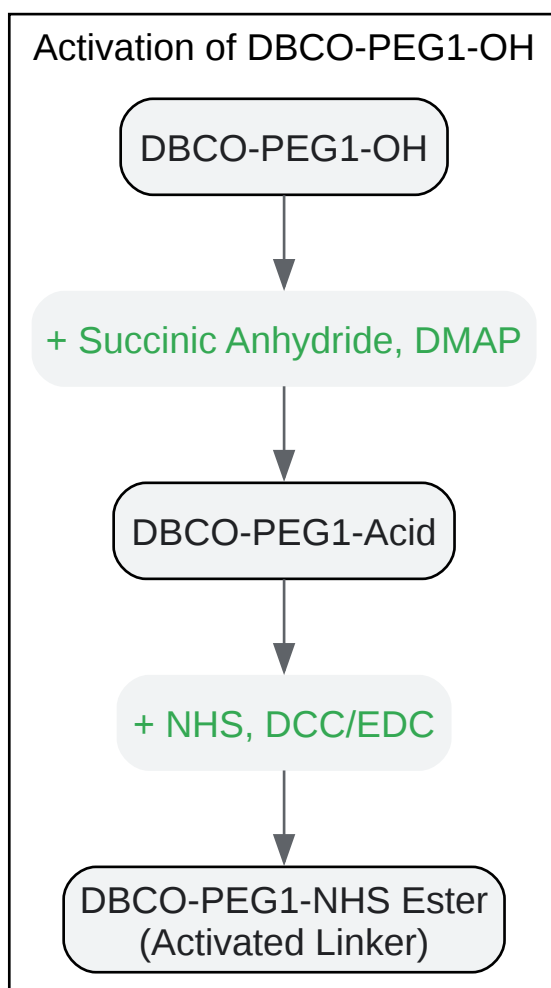 Activation of DBCO-PEG1-OH
DBCO-PEG1-OH
+ Succinic Anhydride, DMAP
DBCO-PEG1-Acid
+ NHS, DCC/EDC
DBCO-PEG1-NHS Ester
(Activated Linker)